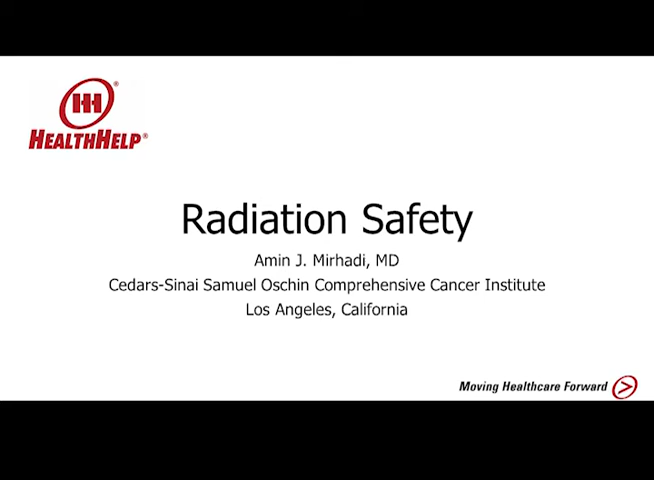 HH®
HEALTHHELP®
Radiation Safety
Amin J. Mirhadi, MD
Cedars-Sinai Samuel Oschin Comprehensive Cancer Institute
Los Angeles, California
Moving Healthcare Forward